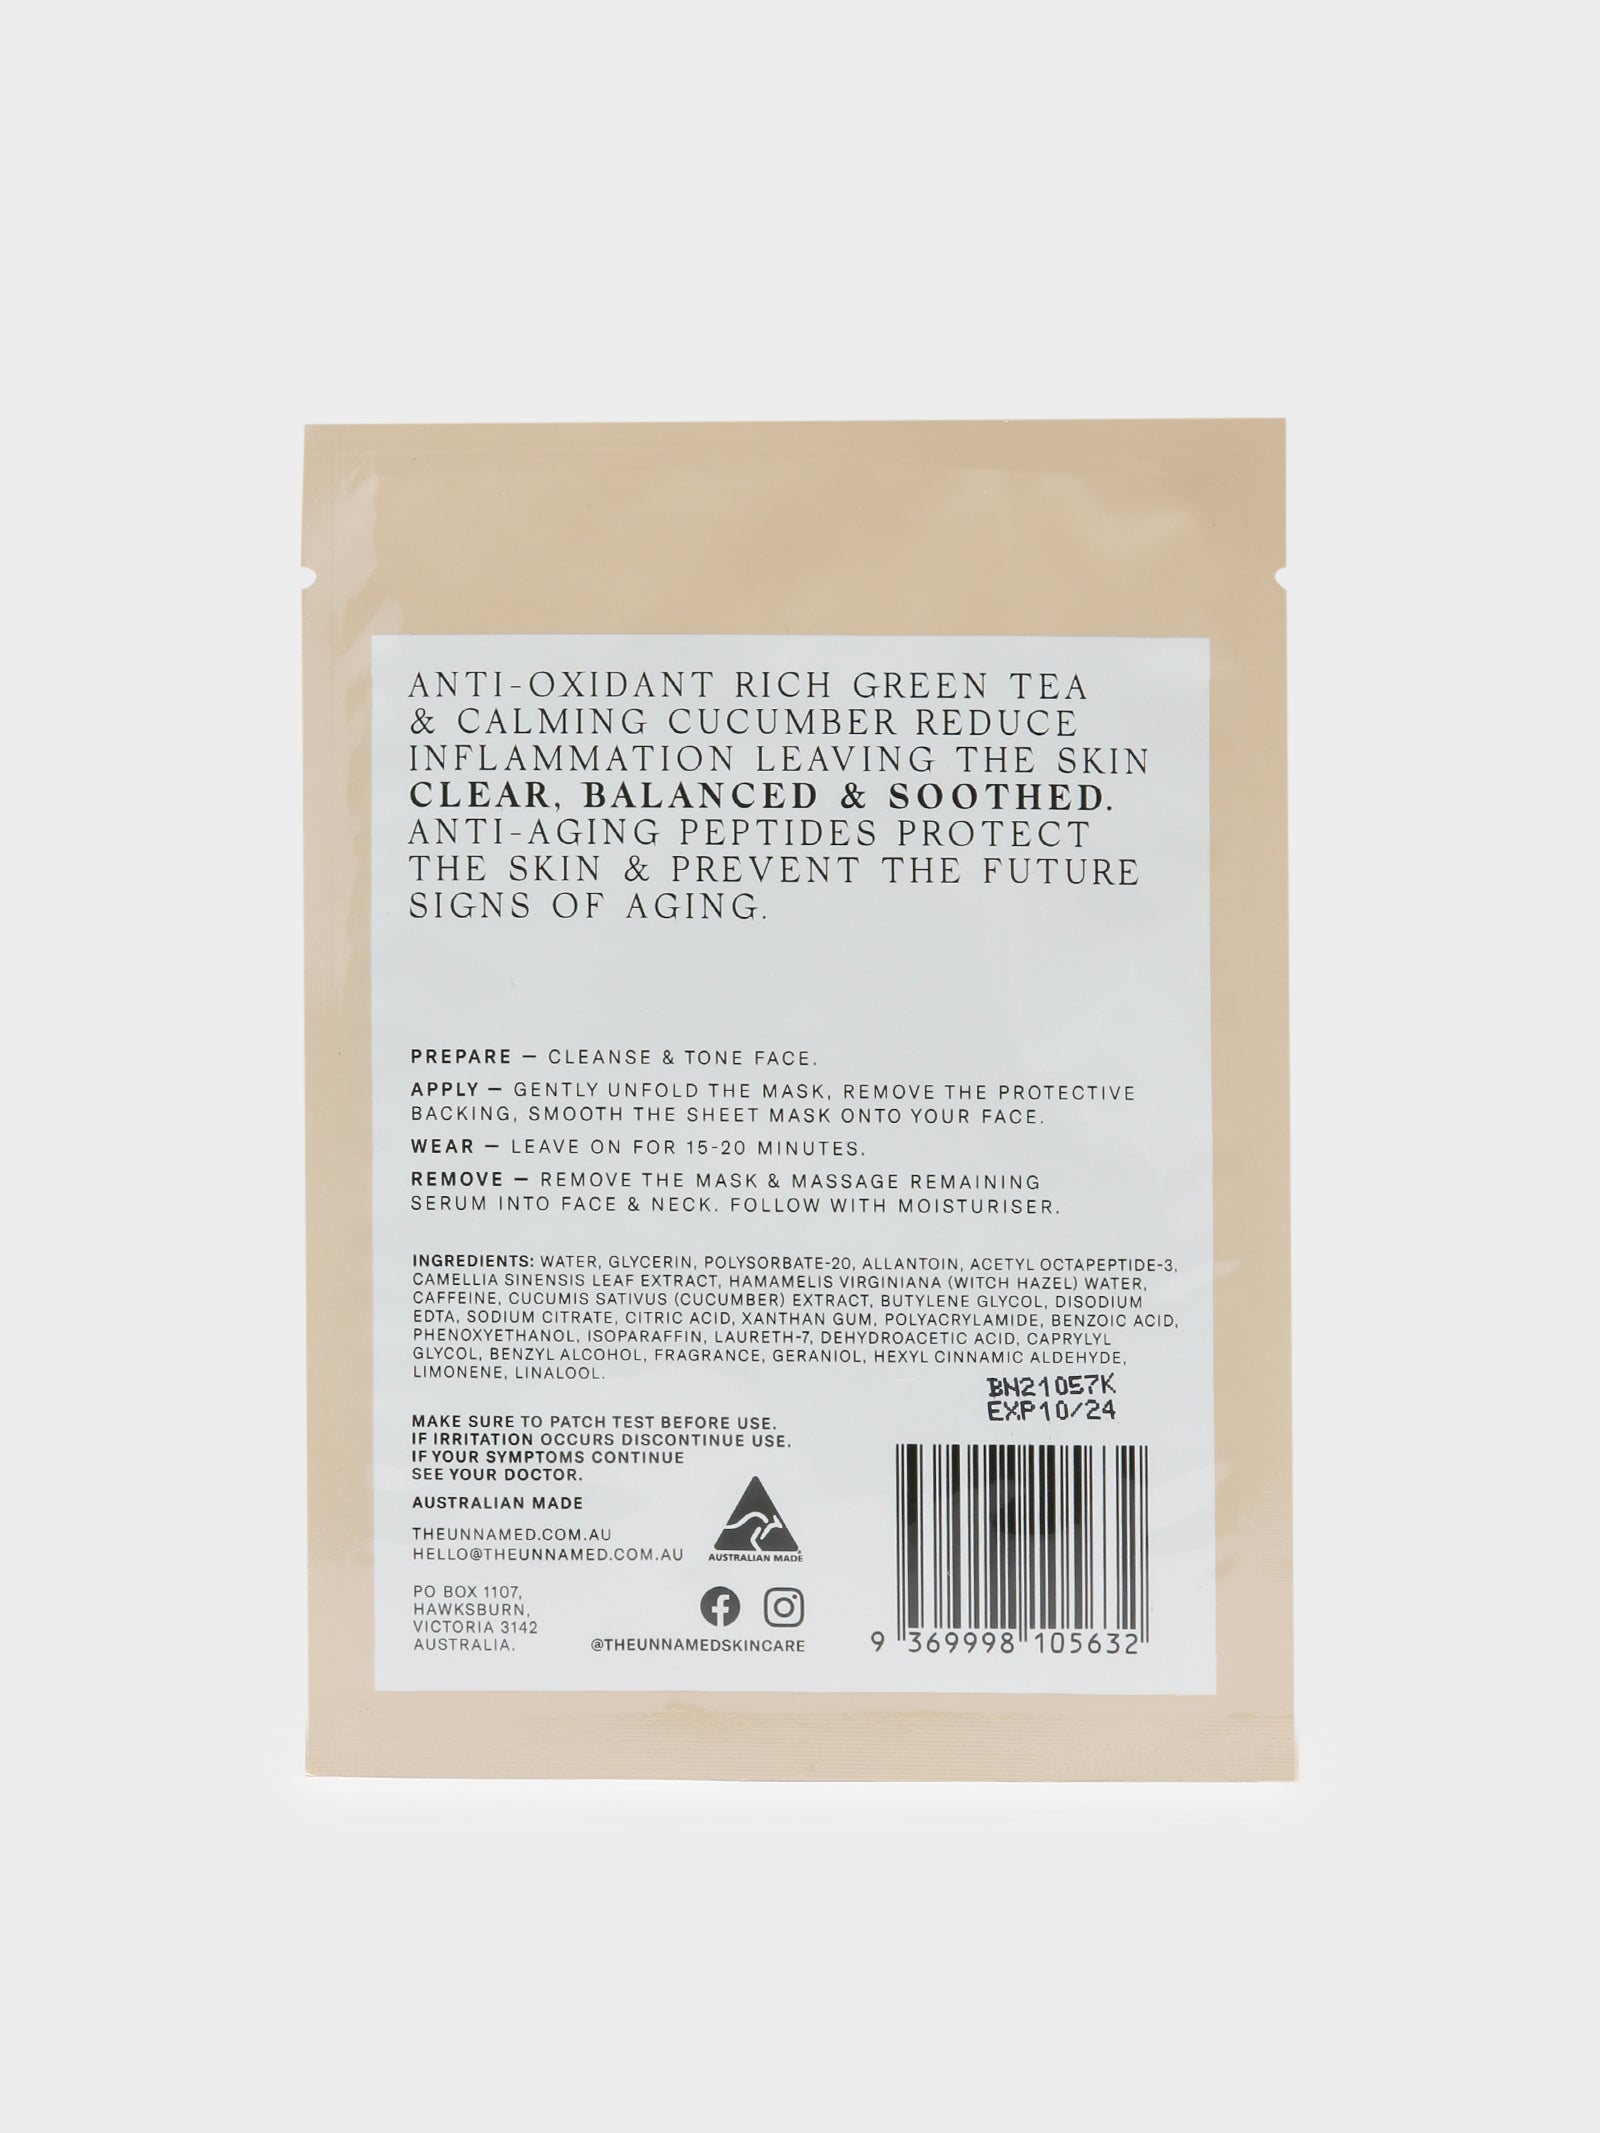 ANTI-OXIDANT RICH GREEN TEA
& CALMING CUCUMBER REDUCE
INFLAMMATION LEAVING THE SKIN
CLEAR, BALANCED & SOOTHED.
ANTI-AGING PEPTIDES PROTECT
THE SKIN & PREVENT THE FUTURE
SIGNS OF AGING.
PREPARE — CLEANSE & TONE FACE.
APPLY — GENTLY UNFOLD THE MASK, REMOVE THE PROTECTIVE
BACKING, SMOOTH THE SHEET MASK ONTO YOUR FACE.
WEAR — LEAVE ON FOR 15-20 MINUTES.
REMOVE — REMOVE THE MASK & MASSAGE REMAINING
SERUM INTO FACE & NECK. FOLLOW WITH MOISTURISER.
INGREDIENTS: WATER, GLYCERIN, POLYSORBATE-20, ALLANTOIN, ACETYL OCTAPEPTIDE-3,
CAMELLIA SINENSIS LEAF EXTRACT, HAMAMELIS VIRGINIANA (WITCH HAZEL) WATER,
CAFFEINE, CUCUMIS SATIVUS (CUCUMBER) EXTRACT, BUTYLENE GLYCOL, DISODIUM
EDTA, SODIUM CITRATE, CITRIC ACID, XANTHAN GUM, POLYACRYLAMIDE, BENZOIC ACID,
PHENOXYETHANOL, ISOPARAFFIN, LAURETH-7, DEHYDROACETIC ACID, CAPRYLYL
GLYCOL, BENZYL ALCOHOL, FRAGRANCE, GERANIOL, HEXYL CINNAMIC ALDEHYDE,
LIMONENE, LINALOOL.
BN21057K
EXP10/24
MAKE SURE TO PATCH TEST BEFORE USE.
IF IRRITATION OCCURS DISCONTINUE USE.
IF YOUR SYMPTOMS CONTINUE
SEE YOUR DOCTOR.
AUSTRALIAN MADE
THEUNNAMED.COM.AU
HELLO@THEUNNAMED.COM.AU
AUSTRALIAN MADE
PO BOX 1107,
HAWKSBURN,
VICTORIA 3142
AUSTRALIA.
@THEUNNAMEDSKINCARE
9 369998 105632